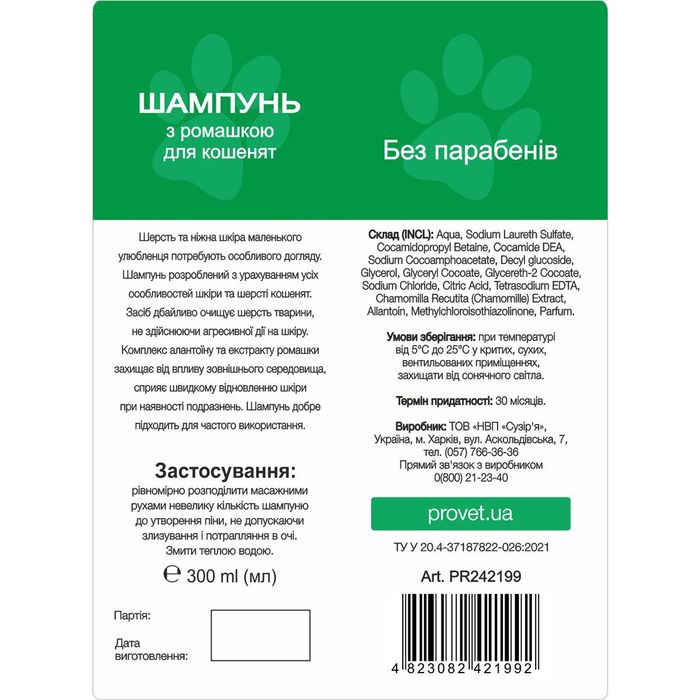 ШАМПУНЬ
з ромашкою
для кошенят
Шерсть та ніжна шкіра маленького
улюбленця потребують особливого догляду.
Шампунь розроблений з урахуванням усіх
особливостей шкіри та шерсті кошенят.
Засіб дбайливо очищує шерсть тварини,
не здійснюючи агресивної дії на шкіру.
Комплекс алантоїну та екстракту ромашки
захищає від впливу зовнішнього середовища,
сприяє швидкому відновленню шкіри
при наявності подразнень. Шампунь добре
підходить для частого використання.
Застосування:
рівномірно розподілити масажними
рухами невелику кількість шампуню
до утворення піни, не допускаючи
злизування і потрапляння в очі.
Змити теплою водою.
℮ 300 ml (мл)
Партія:
Дата
виготовлення:
Без парабенів
Склад (INCL): Aqua, Sodium Laureth Sulfate,
Cocamidopropyl Betaine, Cocamide DEA,
Sodium Cocoamphoacetate, Decyl glucoside,
Glycerol, Glyceryl Cocoate, Glycereth-2 Cocoate,
Sodium Chloride, Citric Acid, Tetrasodium EDTA,
Chamomilla Recutita (Chamomille) Extract,
Allantoin, Methylchloroisothiazolinone, Parfum.
Умови зберігання: при температурі
від 5°С до 25°С у критих, сухих,
вентильованих приміщеннях,
захищати від сонячного світла.
Термін придатності: 30 місяців.
Виробник: ТОВ «НВП «Сузір'я»,
Україна, м. Харків, вул. Аскольдівська, 7,
тел. (057) 766-36-36
Прямий зв'язок з виробником
0(800) 21-23-40
provet.ua
ТУ У 20.4-37187822-026:2021
Art. PR242199
4 823082 421992